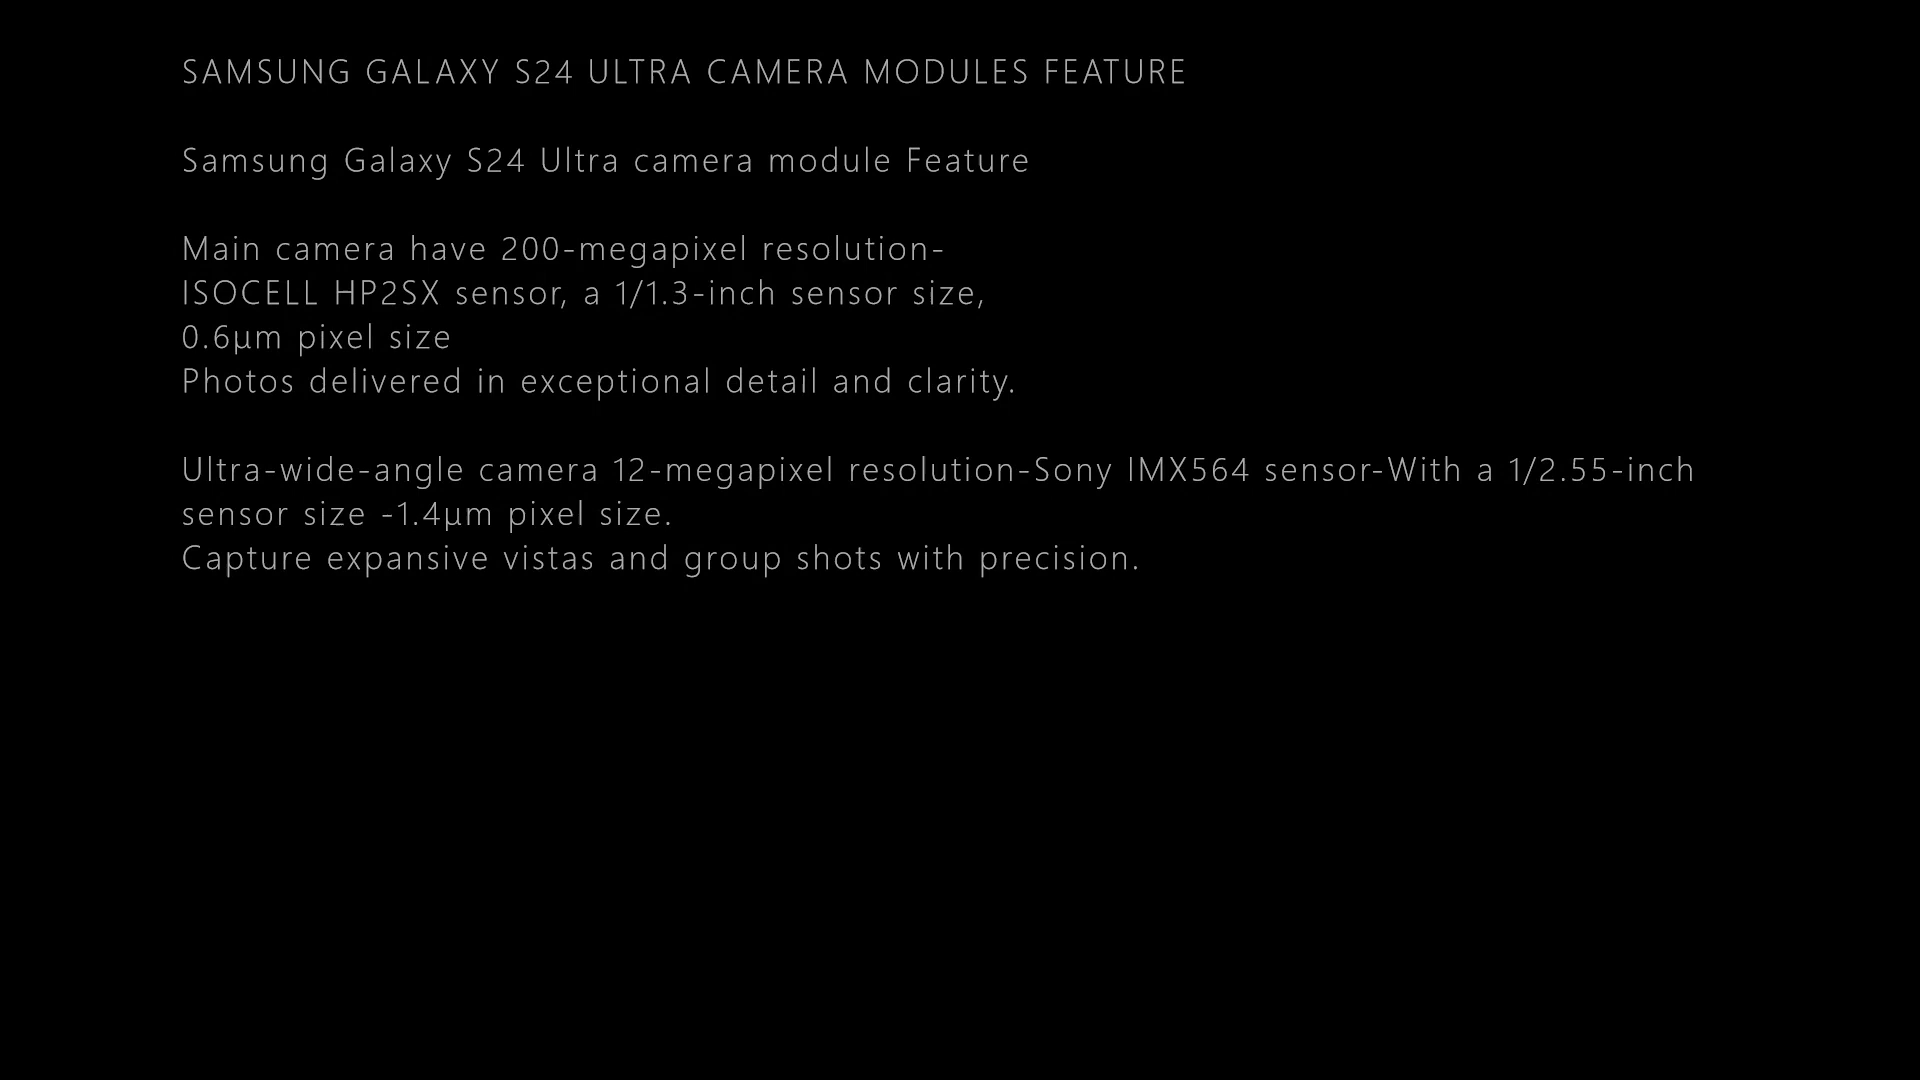 SAMSUNG GALAXY S24 ULTRA CAMERA MODULES FEATURE
Samsung Galaxy S24 Ultra camera module Feature
Main camera have 200-megapixel resolution-
ISOCELL HP2SX sensor, a 1/1.3-inch sensor size,
0.6μm pixel size
Photos delivered in exceptional detail and clarity.
Ultra-wide-angle camera 12-megapixel resolution-Sony IMX564 sensor-With a 1/2.55-inch
sensor size -1.4μm pixel size.
Capture expansive vistas and group shots with precision.